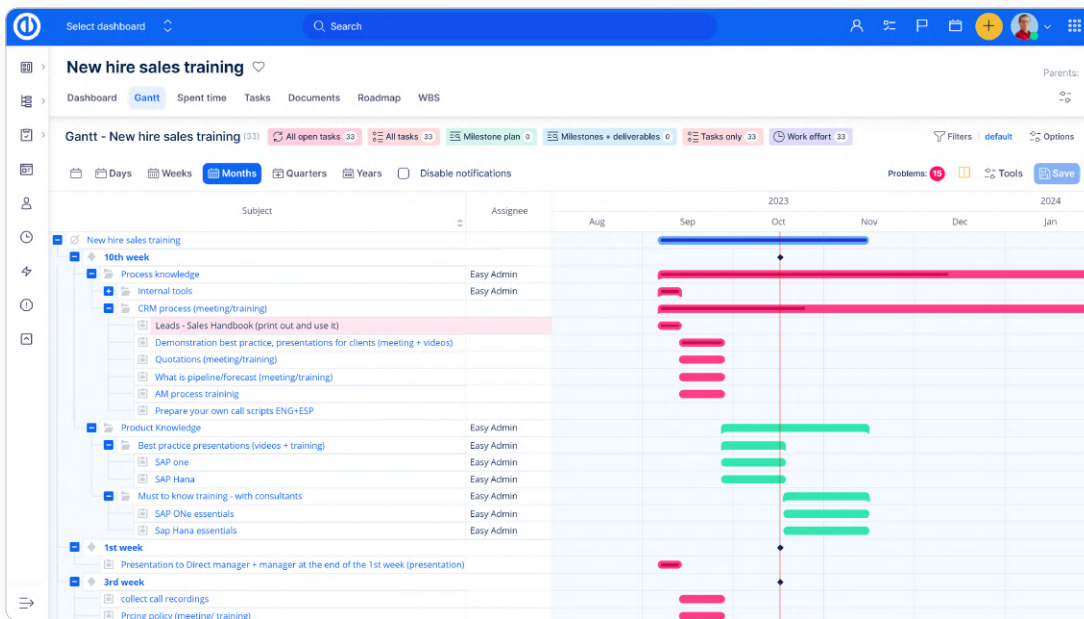 Select dashboard
Search
New hire sales training
Parents:
Dashboard Gantt Spent time Tasks Documents Roadmap WBS
Gantt - New hire sales training (33) All open tasks 33 All tasks 33 Milestone plan 0 Milestones + deliverables 0 Tasks only 33 Work effort 33 Filters default Options
Days Weeks Months Quarters Years Disable notifications Problems: 15 Tools Save
Subject Assignee 2023 2024
Aug Sep Oct Nov Dec Jan
New hire sales training
10th week
Process knowledge Easy Admin
Internal tools Easy Admin
CRM process (meeting/training)
Leads - Sales Handbook (print out and use it)
Demonstration best practice, presentations for clients (meeting + videos)
Quotations (meeting/training)
What is pipeline/forecast (meeting/training)
AM process traininig
Prepare your own call scripts ENG+ESP
Product Knowledge Easy Admin
Best practice presentations (videos + training) Easy Admin
SAP one Easy Admin
SAP Hana Easy Admin
Must to know training - with consultants Easy Admin
SAP ONe essentials Easy Admin
Sap Hana essentials Easy Admin
1st week
Presentation to Direct manager + manager at the end of the 1st week (presentation)
3rd week
collect call recordings
Prcing policy (meeting/ training)